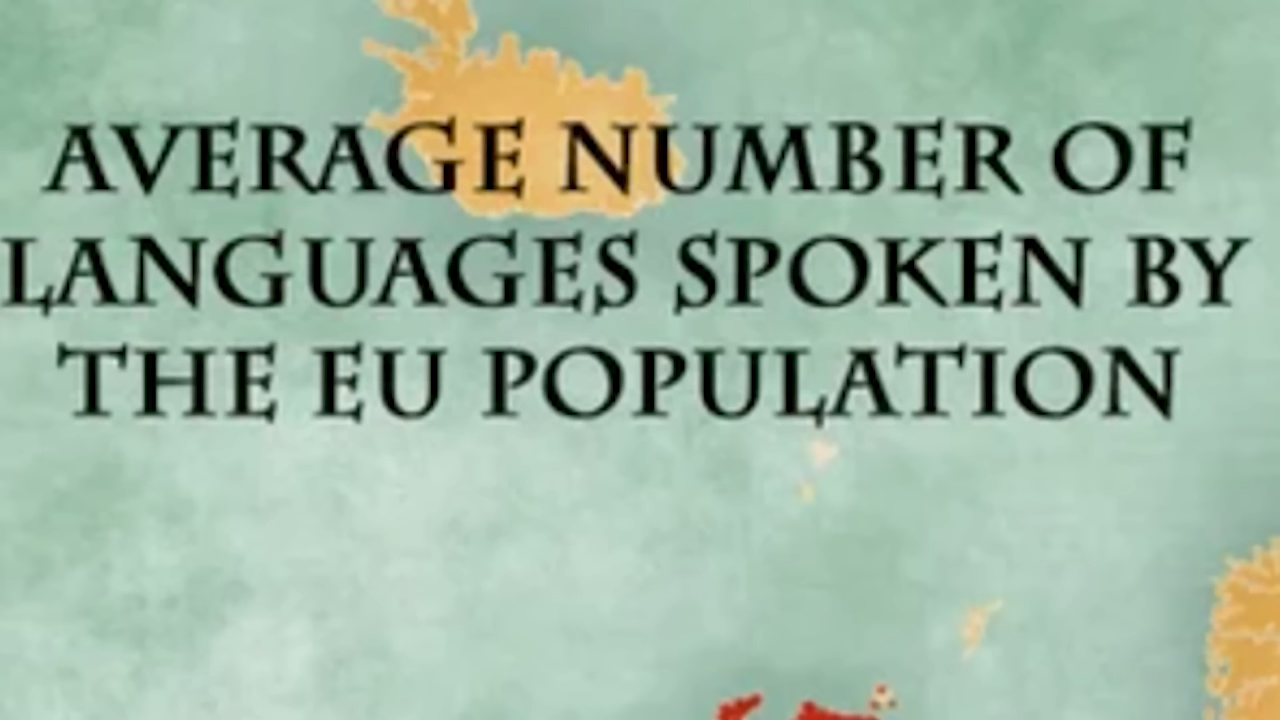 AVERAGE NUMBER OF
LANGUAGES SPOKEN BY
THE EU POPULATION